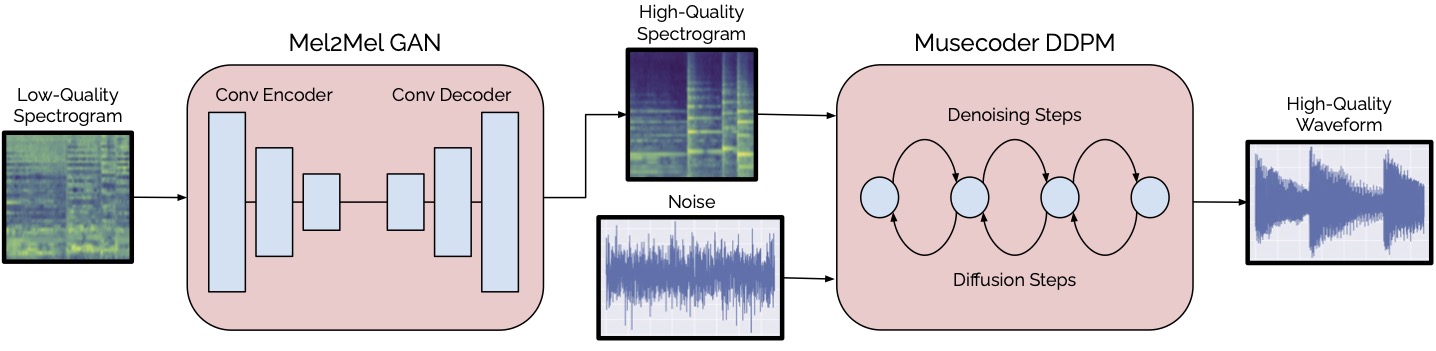 Low-Quality
Spectrogram
Mel2Mel GAN
Conv Encoder
Conv Decoder
High-Quality
Spectrogram
Noise
Musecoder DDPM
Denoising Steps
Diffusion Steps
High-Quality
Waveform